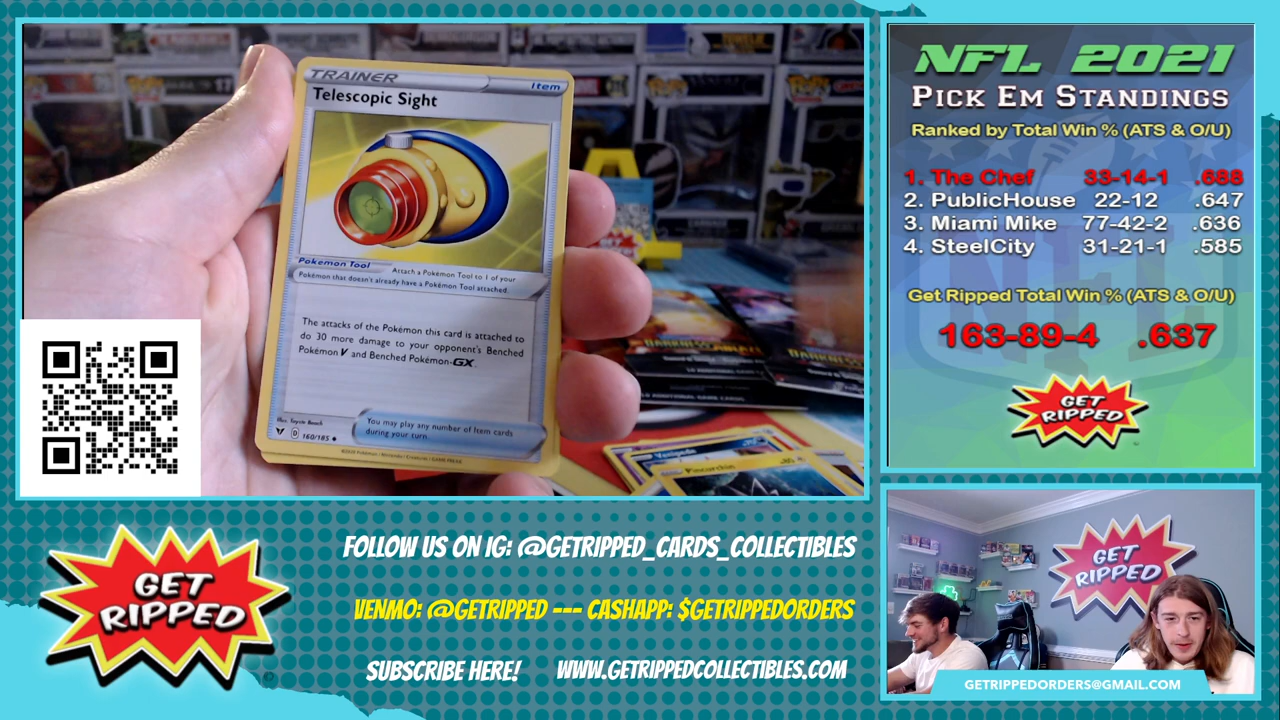 TRAINER
Item
Telescopic Sight
Pokémon Tool
Attach a Pokémon Tool to 1 of your
Pokémon that doesn't already have a Pokémon Tool attached.
The attacks of the Pokémon this card is attached to
do 30 more damage to your opponent's Benched
Pokémon V and Benched Pokémon-GX.
You may play any number of Item cards
during your turn.
D 160/185
DARKNESS ABLAZE
Venipede
Pincurchin
NFL 2021
PICK EM STANDINGS
Ranked by Total Win % (ATS & O/U)
1. The Chef 33-14-1 .688
2. PublicHouse 22-12 .647
3. Miami Mike 77-42-2 .636
4. SteelCity 31-21-1 .585
Get Ripped Total Win % (ATS & O/U)
163-89-4 .637
GET
RIPPED
GET
RIPPED
FOLLOW US ON IG: @GETRIPPED_CARDS_COLLECTIBLES
VENMO: @GETRIPPED --- CASHAPP: $GETRIPPEDORDERS
SUBSCRIBE HERE! WWW.GETRIPPEDCOLLECTIBLES.COM
GET
RIPPED
GETRIPPEDORDERS@GMAIL.COM